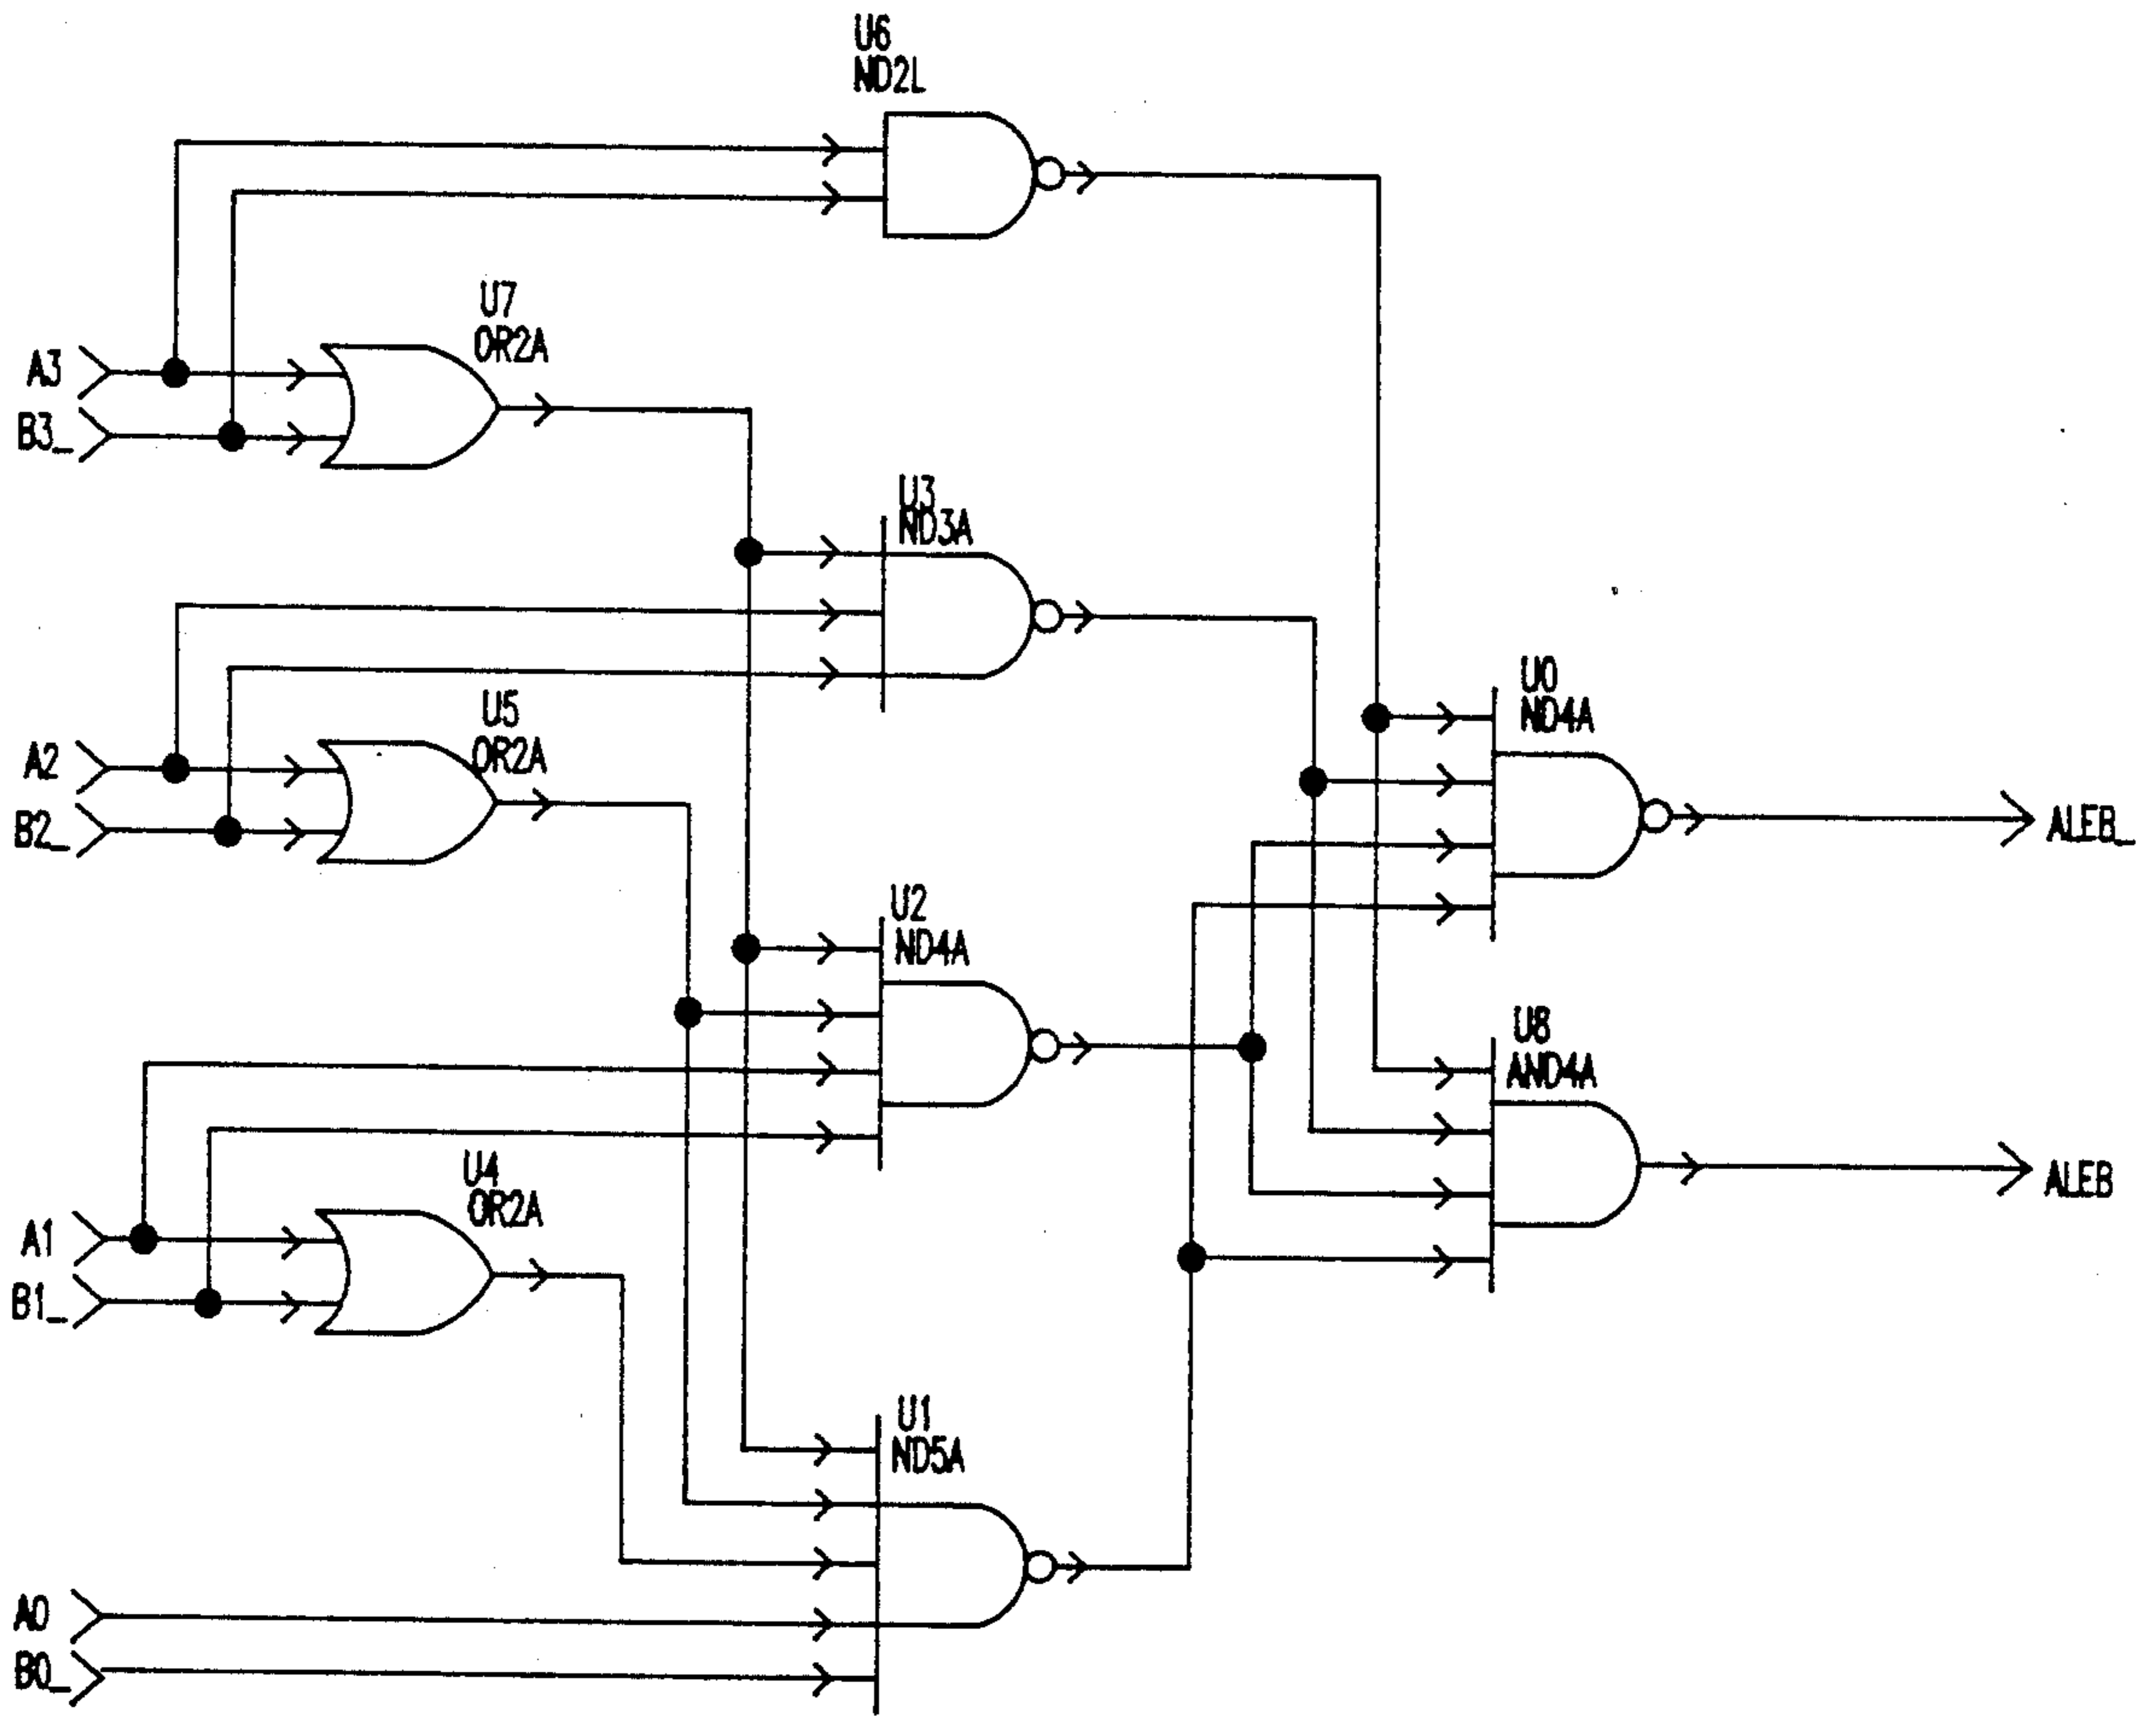 U6
ND2L
U7
OR2A
A3
B3_
U3
ND3A
U5
OR2A
A2
B2_
U0
ND4A
ALEB_
U2
ND4A
U8
AND4A
ALEB
U4
OR2A
A1
B1_
U1
ND5A
A0
B0_